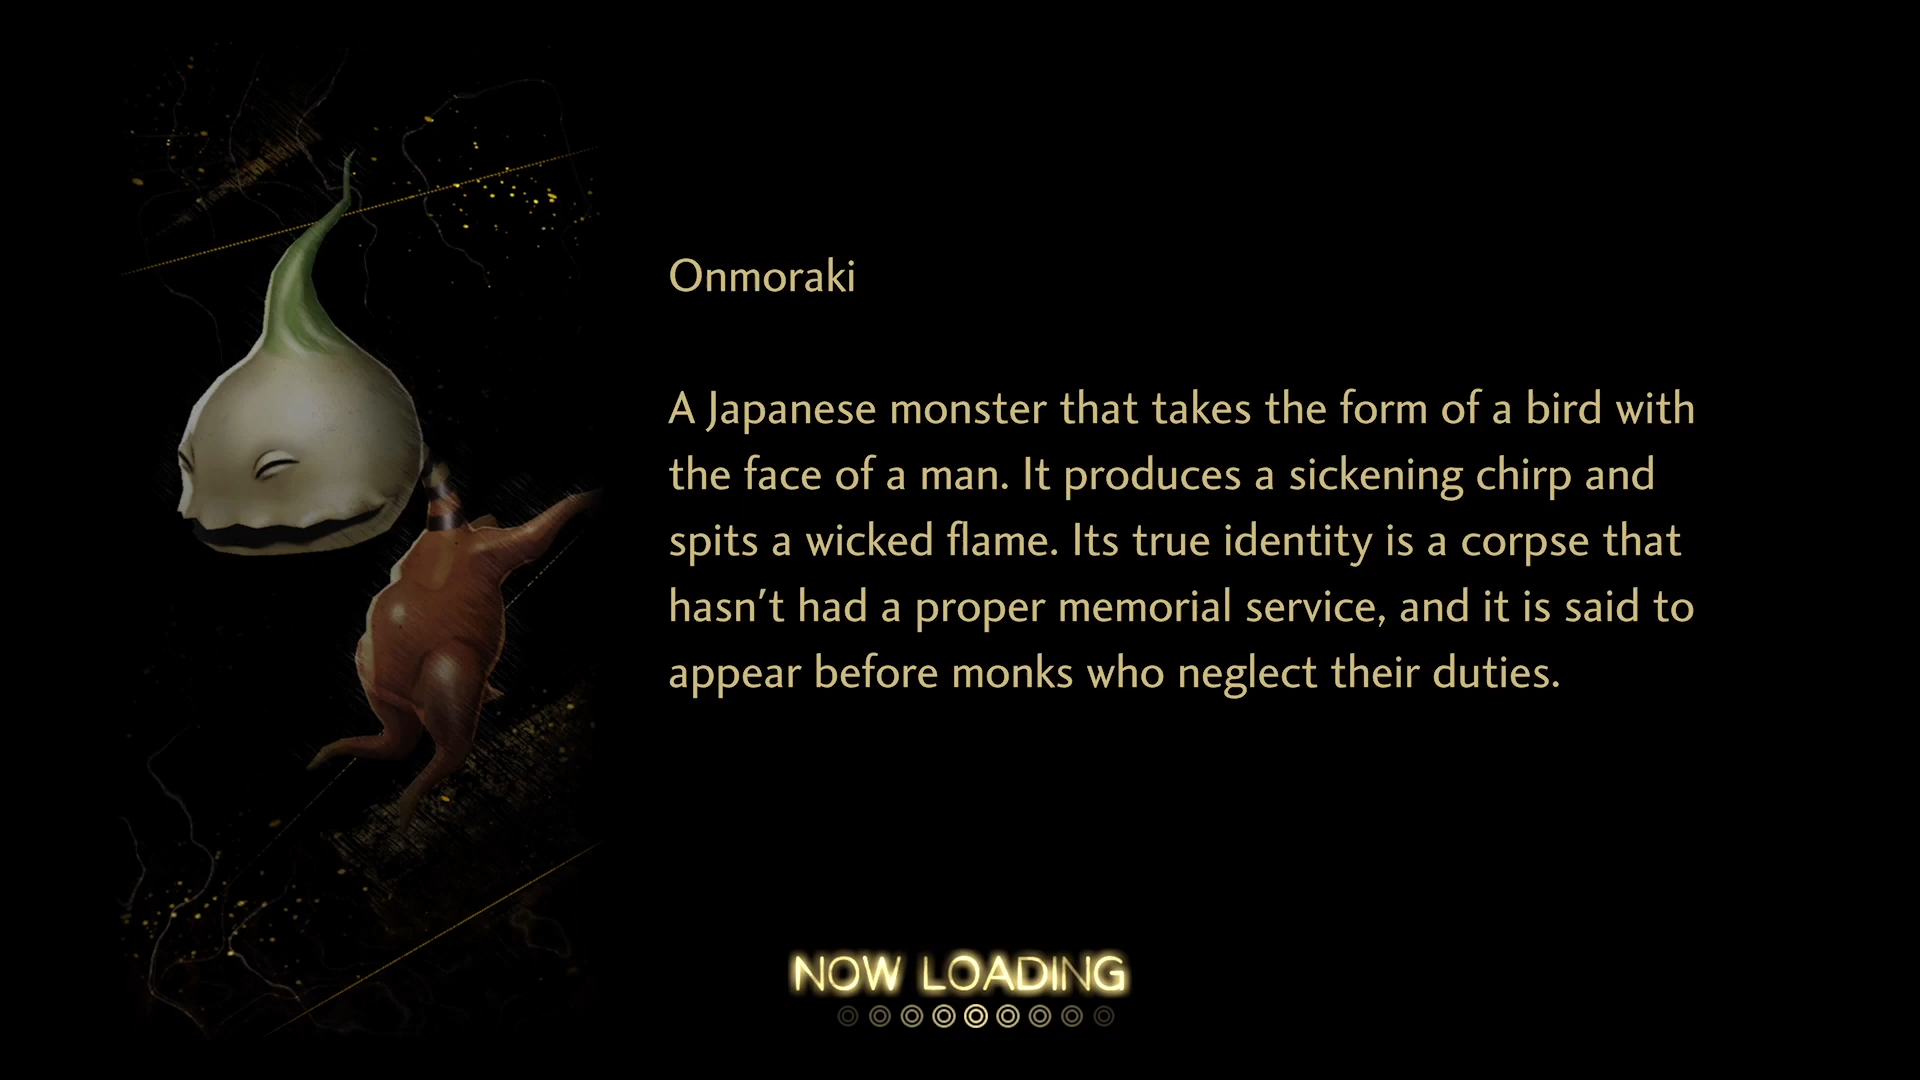 Onmoraki
A Japanese monster that takes the form of a bird with
the face of a man. It produces a sickening chirp and
spits a wicked flame. Its true identity is a corpse that
hasn't had a proper memorial service, and it is said to
appear before monks who neglect their duties.
NOW LOADING